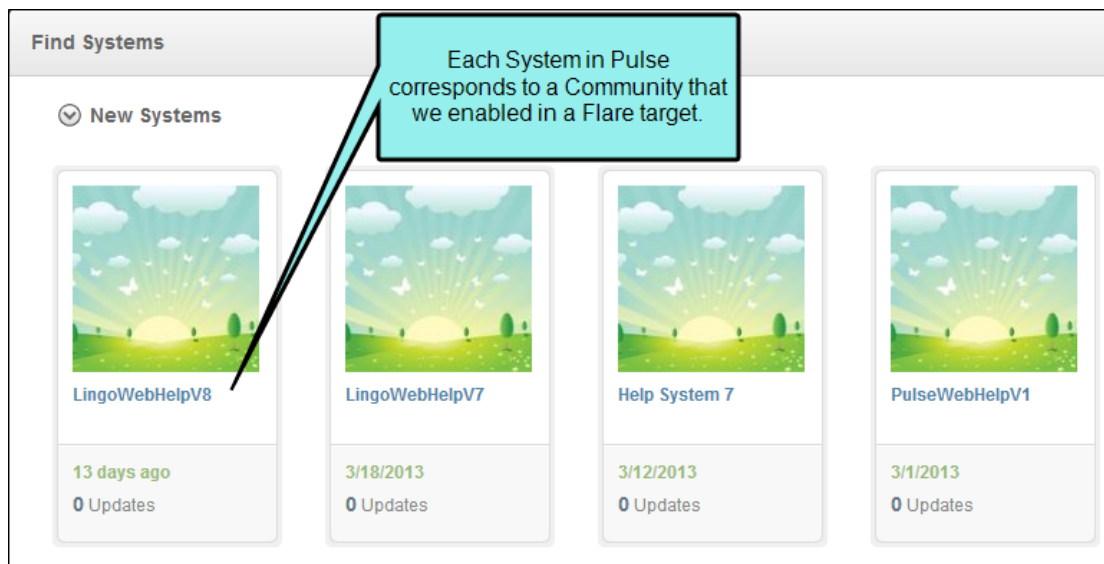 Find Systems
Each System in Pulse
corresponds to a Community that
we enabled in a Flare target.
New Systems
LingoWebHelpV8
13 days ago
0 Updates
LingoWebHelpV7
3/18/2013
0 Updates
Help System 7
3/12/2013
0 Updates
PulseWebHelpV1
3/1/2013
0 Updates